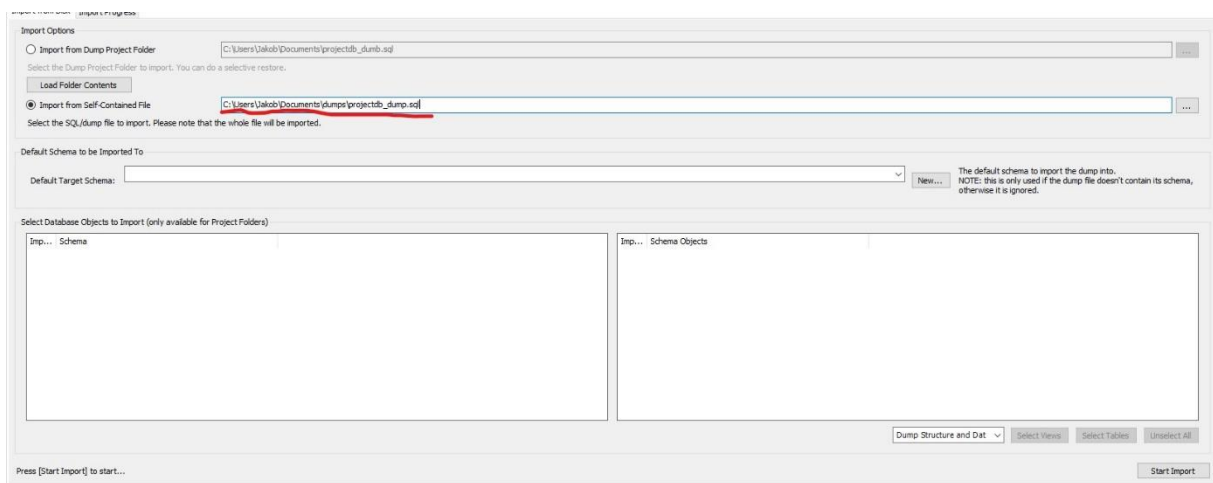 Import from Disk Import Progress
Import Options
Import from Dump Project Folder C:\Users\Jakob\Documents\projectdb_dumb.sql ...
Select the Dump Project Folder to import. You can do a selective restore.
Load Folder Contents
Import from Self-Contained File C:\Users\Jakob\Documents\dumps\projectdb_dump.sql ...
Select the SQL/dump file to import. Please note that the whole file will be imported.
Default Schema to be Imported To
Default Target Schema: New... The default schema to import the dump into.
NOTE: this is only used if the dump file doesn't contain its schema,
otherwise it is ignored.
Select Database Objects to Import (only available for Project Folders)
Imp... Schema Imp... Schema Objects
Dump Structure and Dat Select Views Select Tables Unselect All
Press [Start Import] to start... Start Import